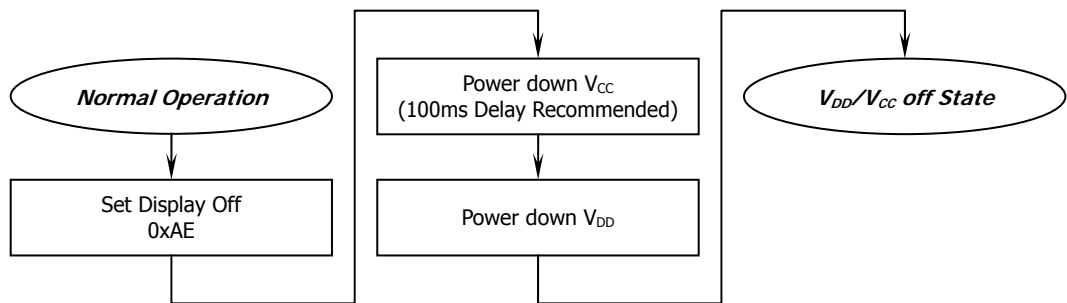 Normal Operation
Set Display Off
0xAE
Power down VCC
(100ms Delay Recommended)
Power down VDD
VDD/VCC off State